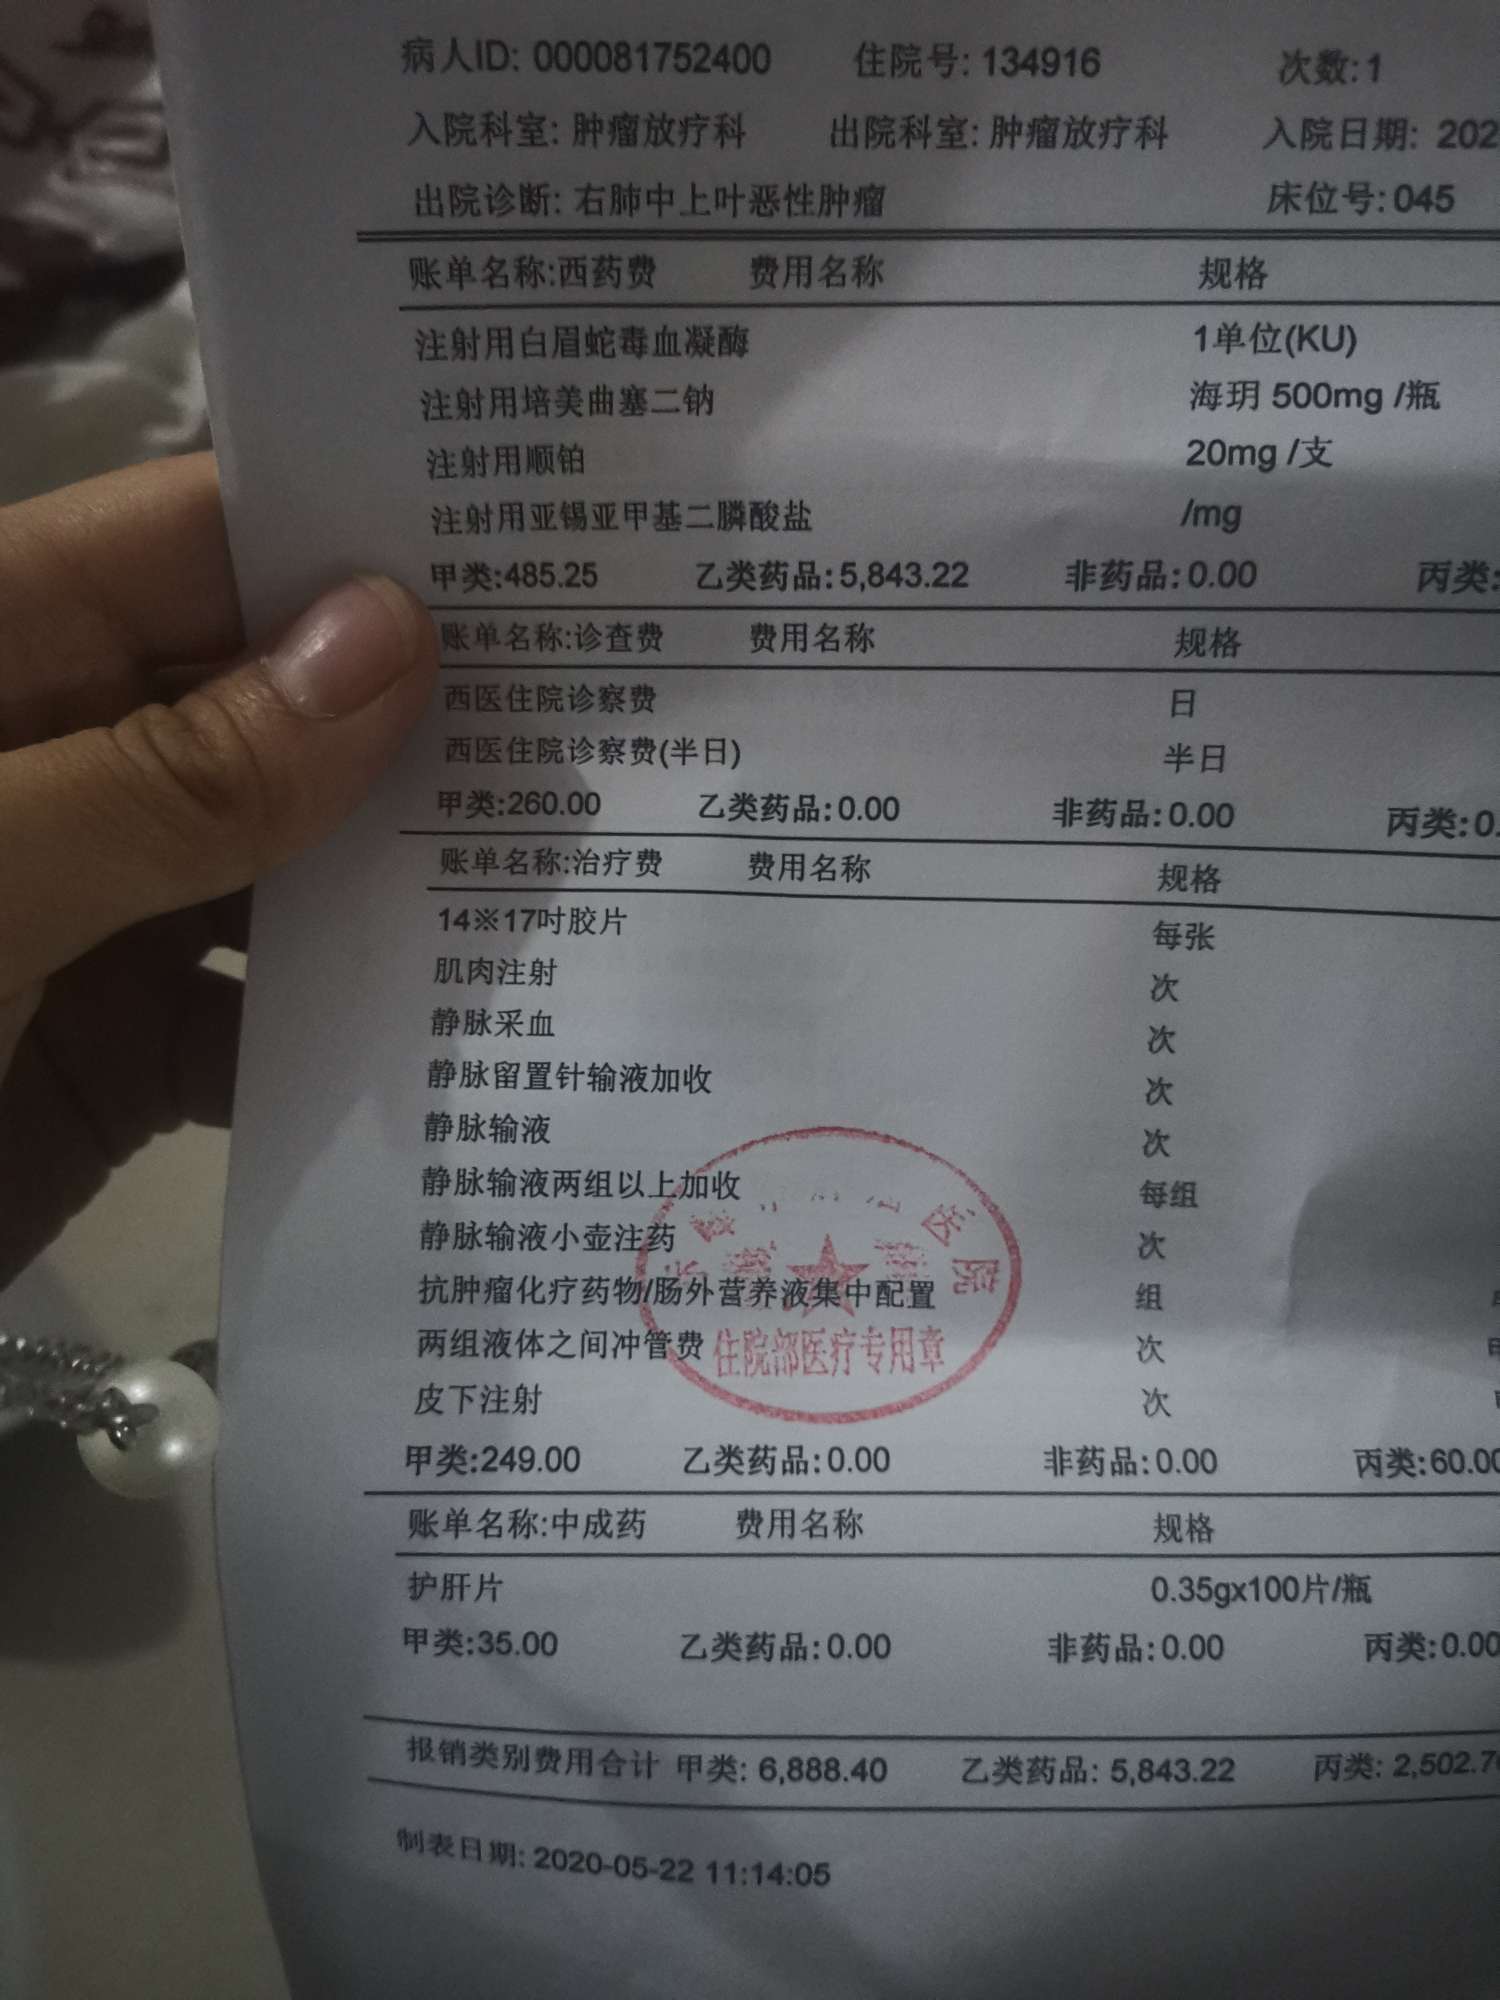 病人ID: 000081752400 住院号: 134916 次数: 1
入院科室: 肿瘤放疗科 出院科室: 肿瘤放疗科 入院日期: 202
出院诊断: 右肺中上叶恶性肿瘤 床位号: 045
账单名称:西药费 费用名称 规格
注射用白眉蛇毒血凝酶 1单位(KU)
注射用培美曲塞二钠 海玥 500mg /瓶
注射用顺铂 20mg /支
注射用亚锡亚甲基二膦酸盐 /mg
甲类:485.25 乙类药品:5,843.22 非药品:0.00 丙类:
账单名称:诊查费 费用名称 规格
西医住院诊察费 日
西医住院诊察费(半日) 半日
甲类:260.00 乙类药品:0.00 非药品:0.00 丙类:0.
账单名称:治疗费 费用名称 规格
14※17吋胶片 每张
肌肉注射 次
静脉采血 次
静脉留置针输液加收 次
静脉输液 次
静脉输液两组以上加收 每组
静脉输液小壶注药 次
抗肿瘤化疗药物/肠外营养液集中配置 组
两组液体之间冲管费 次
皮下注射 次
医院
住院部医疗专用章
甲类:249.00 乙类药品:0.00 非药品:0.00 丙类:60.00
账单名称:中成药 费用名称 规格
护肝片 0.35gx100片/瓶
甲类:35.00 乙类药品:0.00 非药品:0.00 丙类:0.00
报销类别费用合计 甲类: 6,888.40 乙类药品: 5,843.22 丙类: 2,502.7
制表日期: 2020-05-22 11:14:05